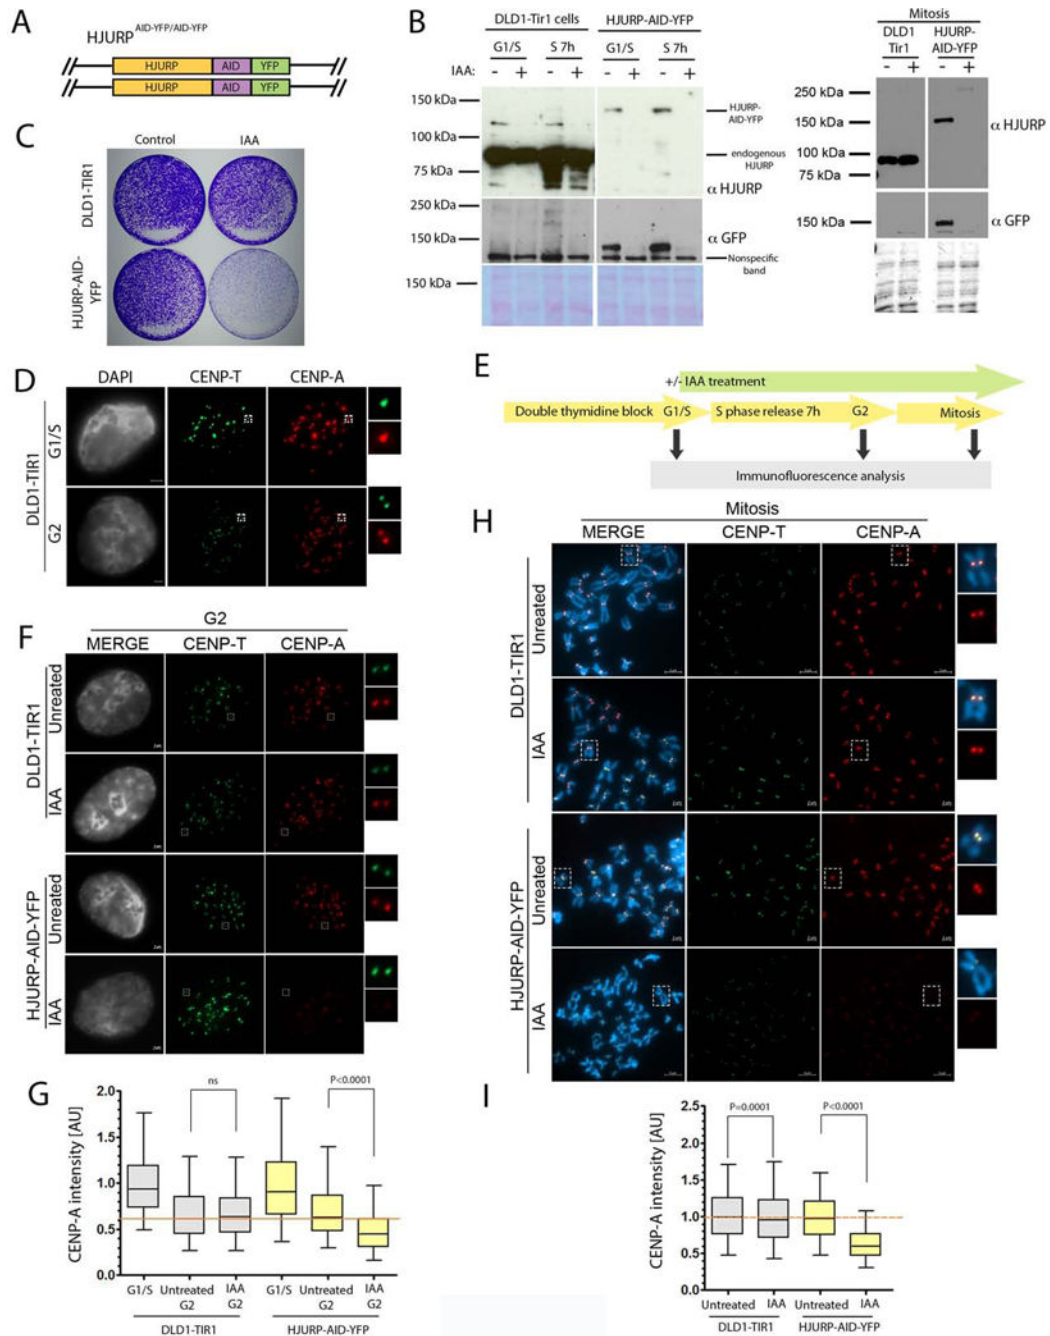 A
HJURP AID-YFP/AID-YFP
HJURP AID YFP
HJURP AID YFP
B
DLD1-Tir1 cells HJURP-AID-YFP
G1/S S 7h G1/S S 7h
IAA: - + - + - + - +
150 kDa
100 kDa
75 kDa
250 kDa
150 kDa
150 kDa
HJURP-
AID-YFP
endogenous
HJURP
α HJURP
α GFP
Nonspecific
band
Mitosis
DLD1 HJURP-
Tir1 AID-YFP
- + - +
250 kDa
150 kDa
100 kDa
75 kDa
150 kDa
α HJURP
α GFP
C
Control IAA
DLD1-TIR1
HJURP-AID-
YFP
D
DAPI CENP-T CENP-A
DLD1-TIR1
G1/S
G2
E
+/- IAA treatment
Double thymidine block G1/S S phase release 7h G2 Mitosis
Immunofluorescence analysis
F
G2
MERGE CENP-T CENP-A
DLD1-TIR1
Untreated
IAA
HJURP-AID-YFP
Untreated
IAA
H
Mitosis
MERGE CENP-T CENP-A
DLD1-TIR1
Untreated
IAA
HJURP-AID-YFP
Untreated
IAA
G
CENP-A intensity [AU]
2.0
1.5
1.0
0.5
0.0
ns
P<0.0001
G1/S Untreated G2 IAA G2 G1/S Untreated G2 IAA G2
DLD1-TIR1 HJURP-AID-YFP
I
CENP-A intensity [AU]
2.5
2.0
1.5
1.0
0.5
0.0
P=0.0001 P<0.0001
Untreated IAA Untreated IAA
DLD1-TIR1 HJURP-AID-YFP